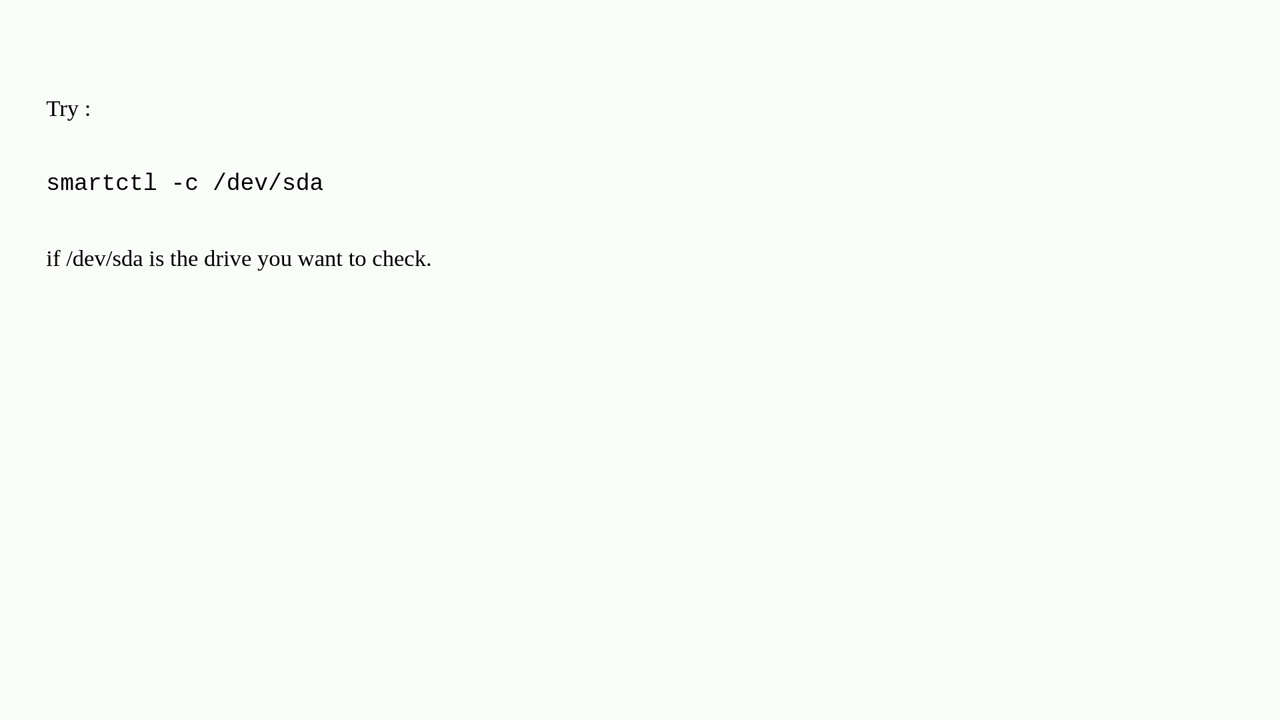 Try :
smartctl -c /dev/sda
if /dev/sda is the drive you want to check.